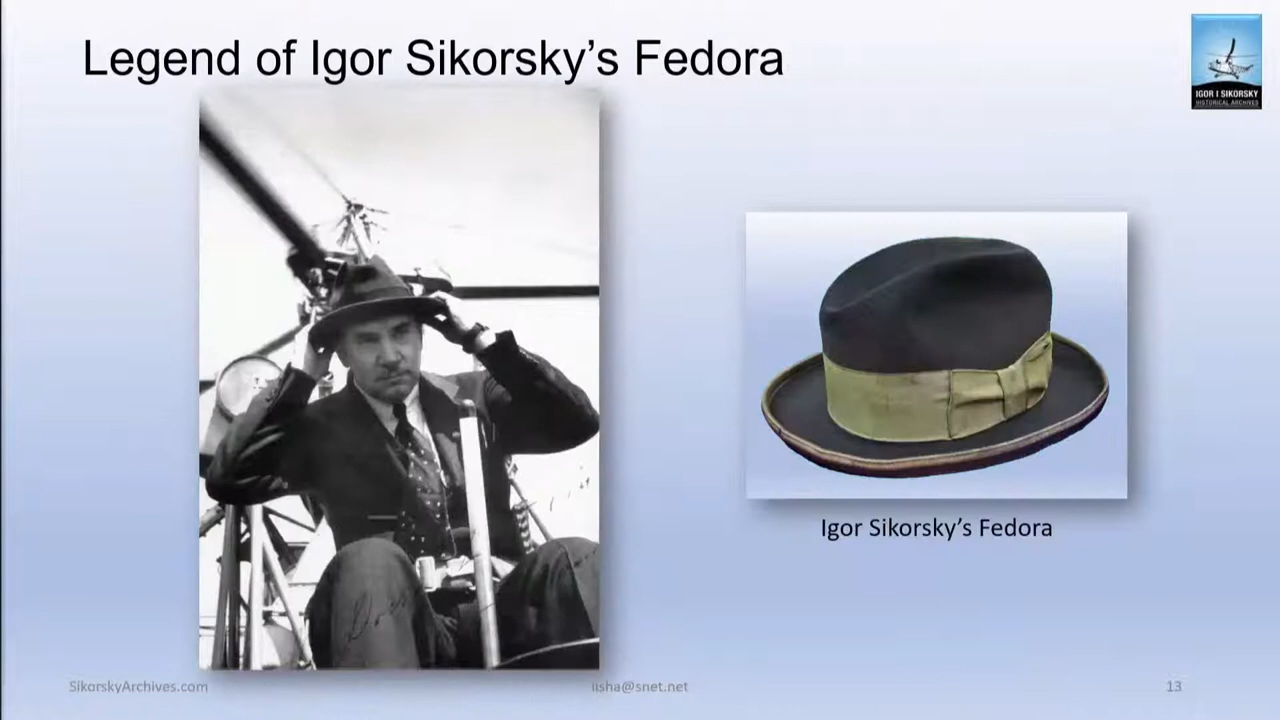 Legend of Igor Sikorsky’s Fedora
IGOR I SIKORSKY
HISTORICAL ARCHIVES
Igor Sikorsky’s Fedora
SikorskyArchives.com
iisha@snet.net
13